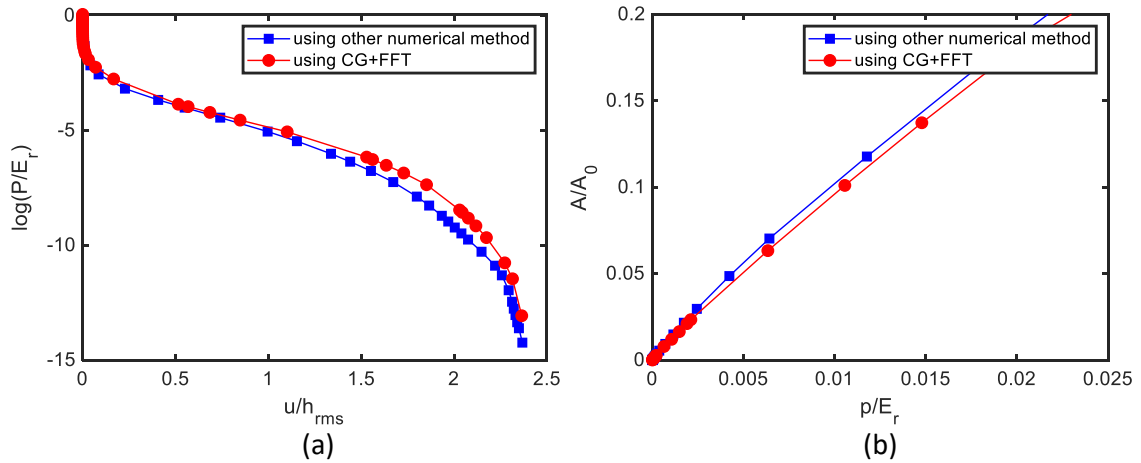 using other numerical method
using CG+FFT
log(P/E_r)
0
-5
-10
-15
0 0.5 1 1.5 2 2.5
u/h_rms
(a)
using other numerical method
using CG+FFT
A/A_0
0.2
0.15
0.1
0.05
0
0 0.005 0.01 0.015 0.02 0.025
p/E_r
(b)